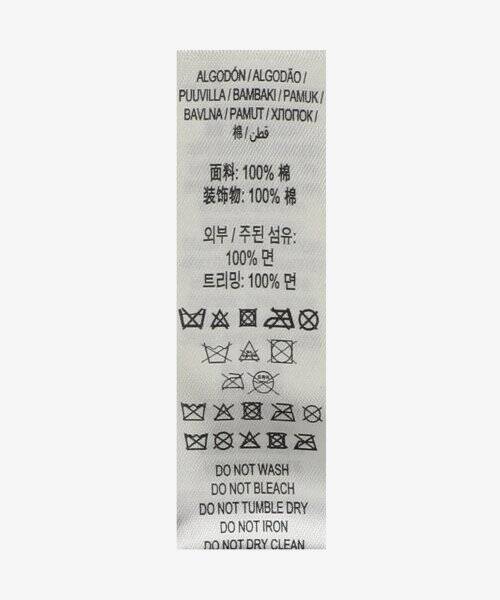 ALGODÓN / ALGODÃO /
PUUVILLA / BAMBAKI / PAMUK /
BAVLNA / PAMUT / ХЛОПОК /
棉 / قطن /
面料: 100% 棉
装饰物: 100% 棉
외부 / 주된 섬유:
100% 면
트리밍: 100% 면
DO NOT WASH
DO NOT BLEACH
DO NOT TUMBLE DRY
DO NOT IRON
DO NOT DRY CLEAN